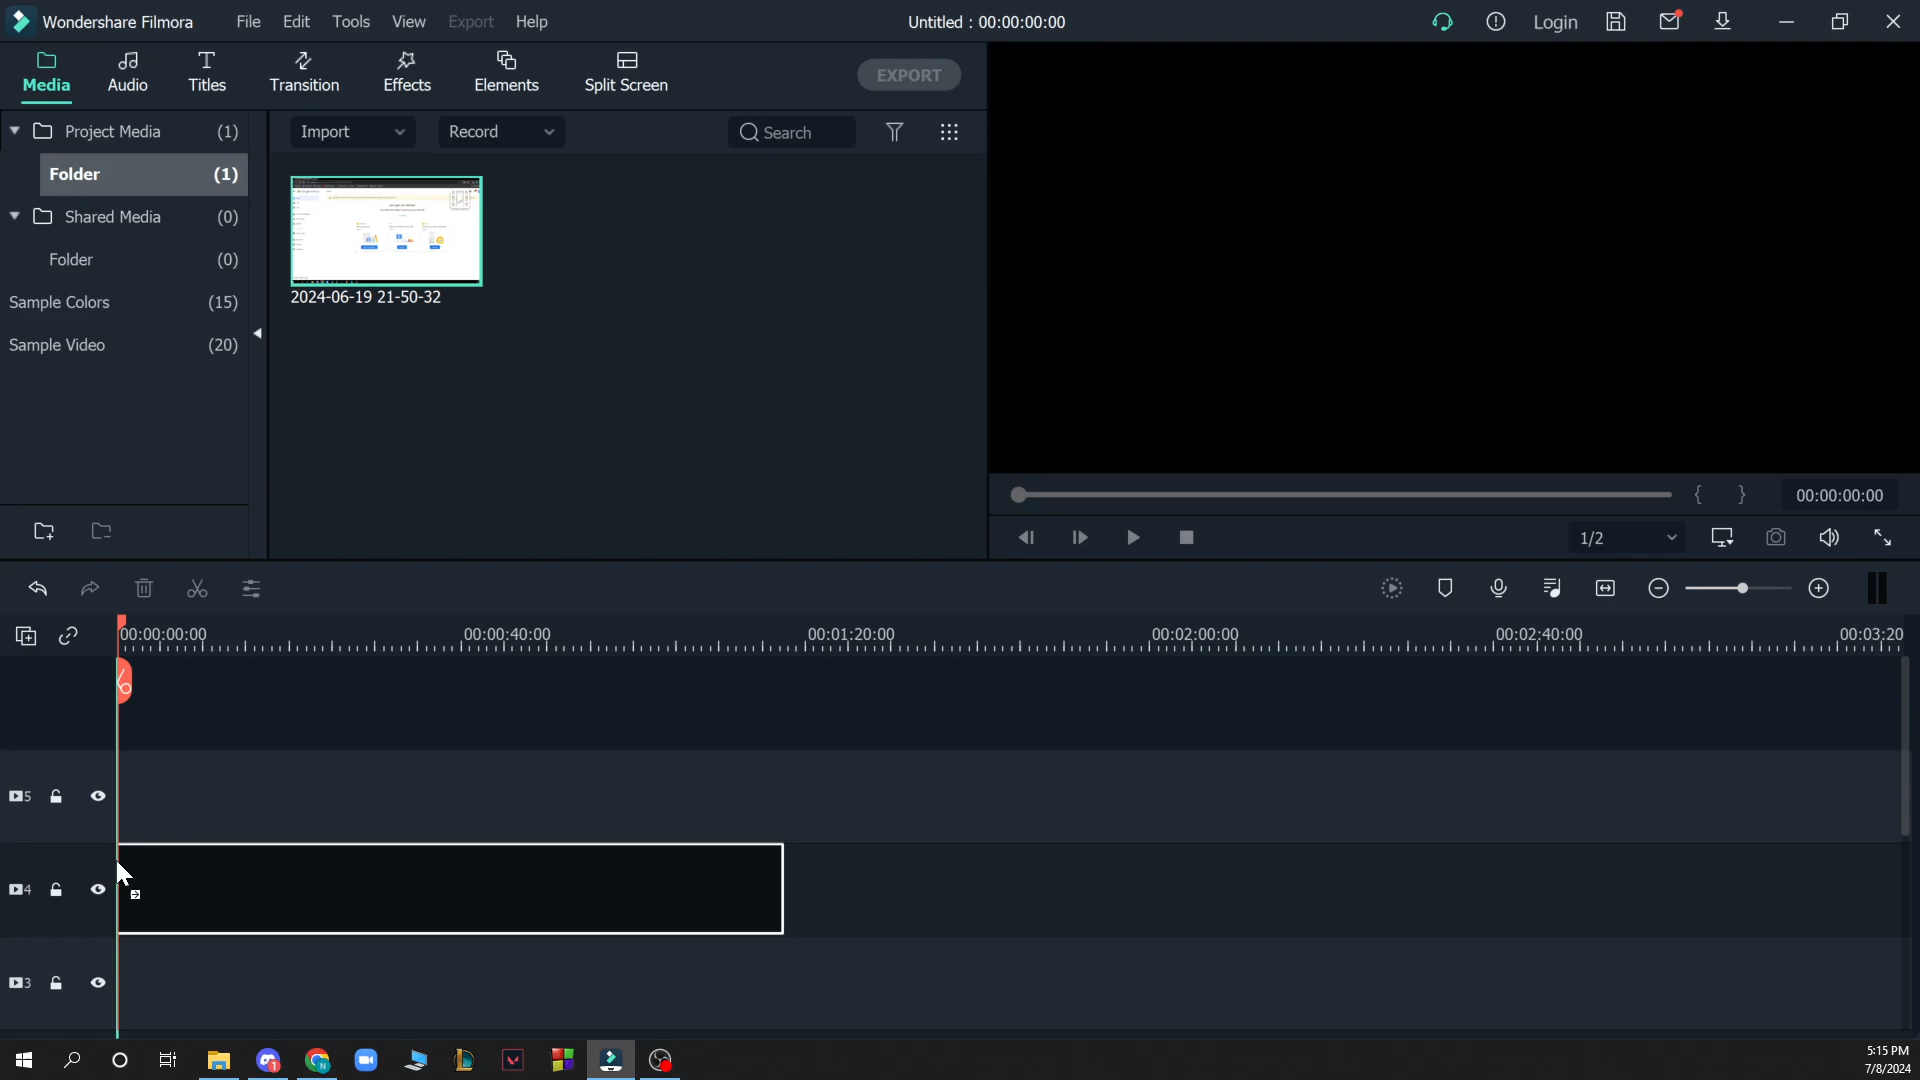 Wondershare Filmora File Edit Tools View Export Help Untitled : 00:00:00:00 Login
Media Audio Titles Transition Effects Elements Split Screen EXPORT
Project Media (1) Import Record Search
Folder (1)
Shared Media (0)
Folder (0)
2024-06-19 21-50-32
Sample Colors (15)
Sample Video (20)
{ } 00:00:00:00
1/2
00:00:00:00 00:00:40:00 00:01:20:00 00:02:00:00 00:02:40:00 00:03:20
5
4
3
5:15 PM
7/8/2024